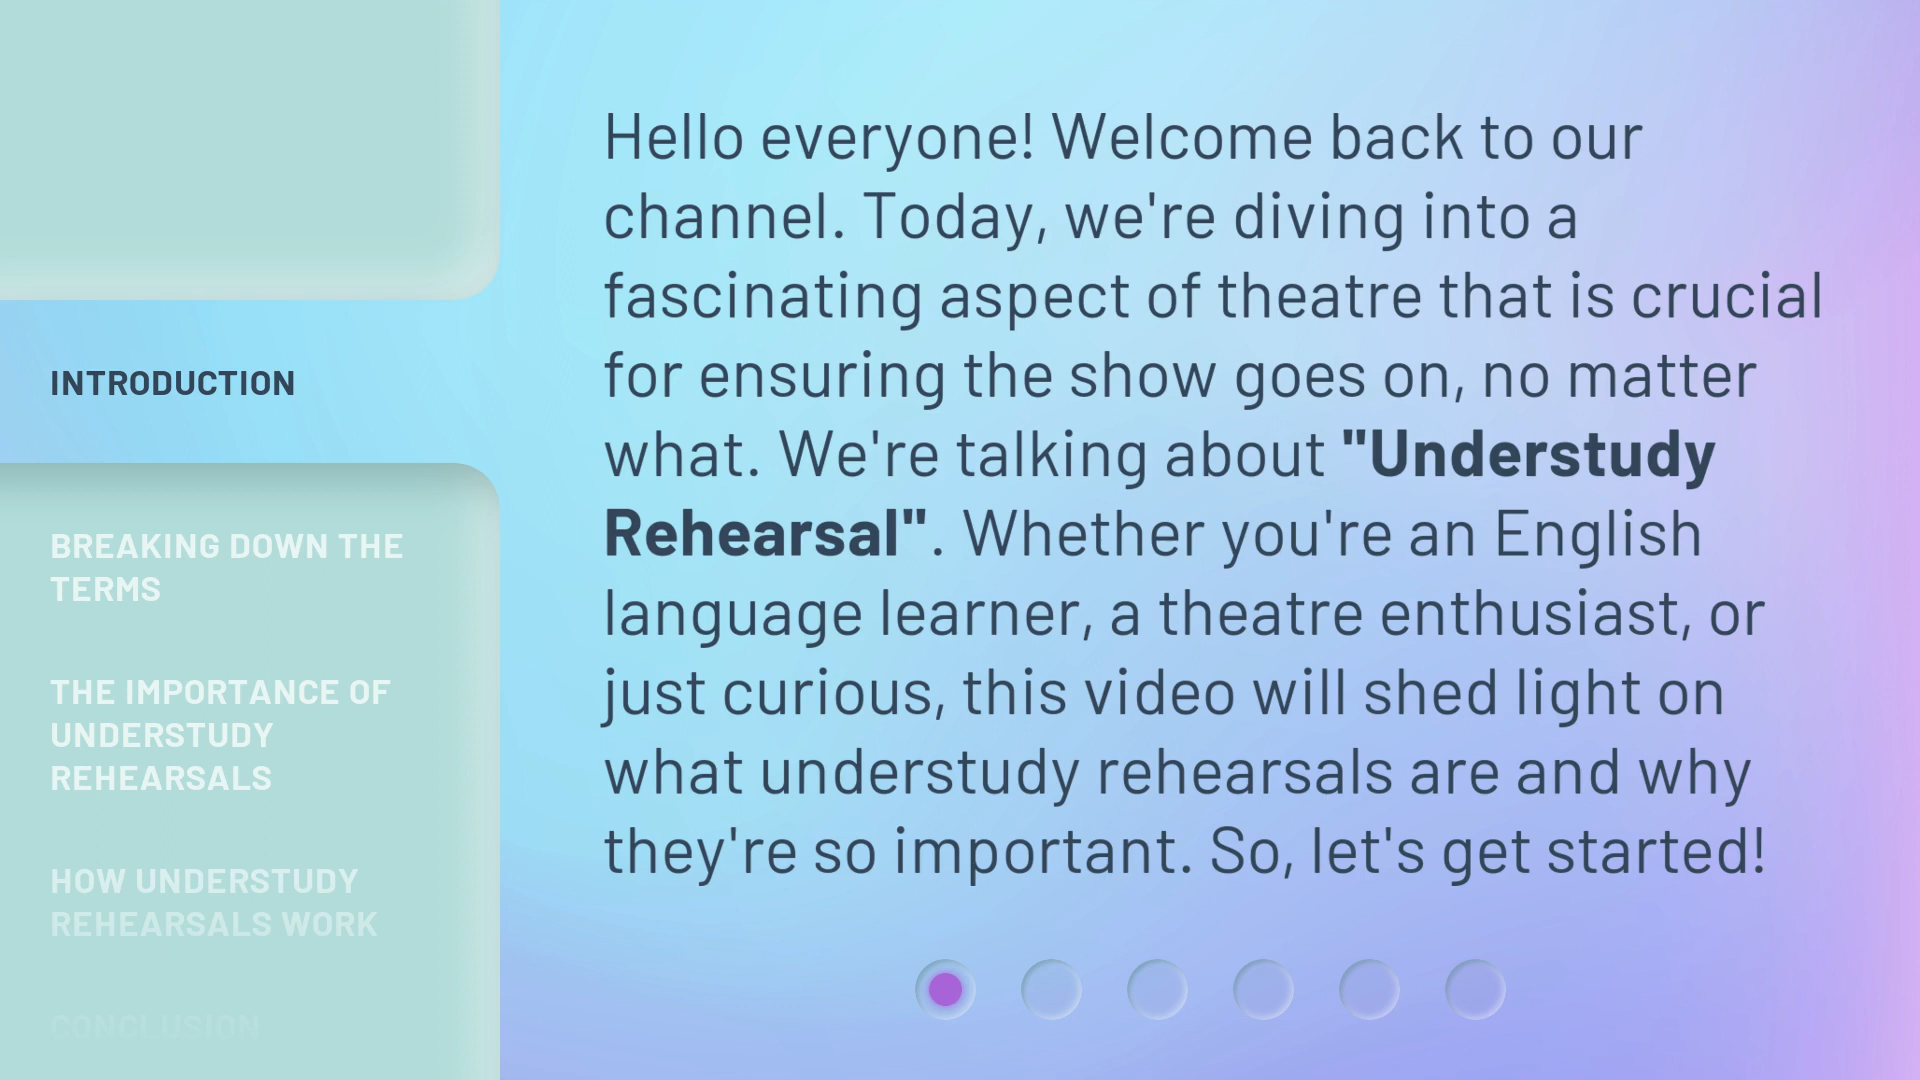 INTRODUCTION
BREAKING DOWN THE
TERMS
THE IMPORTANCE OF
UNDERSTUDY
REHEARSALS
HOW UNDERSTUDY
REHEARSALS WORK
CONCLUSION
Hello everyone! Welcome back to our
channel. Today, we're diving into a
fascinating aspect of theatre that is crucial
for ensuring the show goes on, no matter
what. We're talking about "Understudy
Rehearsal". Whether you're an English
language learner, a theatre enthusiast, or
just curious, this video will shed light on
what understudy rehearsals are and why
they're so important. So, let's get started!